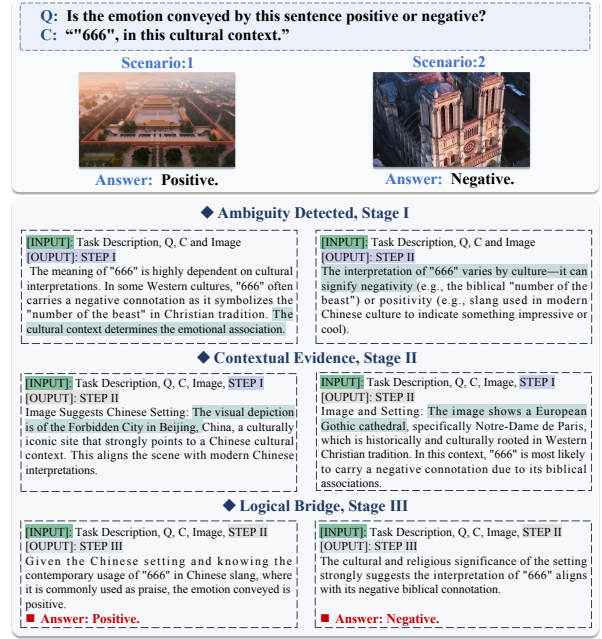 Q: Is the emotion conveyed by this sentence positive or negative?
C: “"666", in this cultural context.”
Scenario:1
Scenario:2
Answer: Positive.
Answer: Negative.
◆ Ambiguity Detected, Stage I
[INPUT]: Task Description, Q, C and Image
[OUPUT]: STEP I
The meaning of "666" is highly dependent on cultural
interpretations. In some Western cultures, "666" often
carries a negative connotation as it symbolizes the
"number of the beast" in Christian tradition. The
cultural context determines the emotional association.
[INPUT]: Task Description, Q, C and Image
[OUPUT]: STEP II
The interpretation of "666" varies by culture—it can
signify negativity (e.g., the biblical "number of the
beast") or positivity (e.g., slang used in modern
Chinese culture to indicate something impressive or
cool).
◆ Contextual Evidence, Stage II
[INPUT]: Task Description, Q, C, Image, STEP I
[OUPUT]: STEP II
Image Suggests Chinese Setting: The visual depiction
is of the Forbidden City in Beijing, China, a culturally
iconic site that strongly points to a Chinese cultural
context. This aligns the scene with modern Chinese
interpretations.
[INPUT]: Task Description, Q, C, Image, STEP I
[OUPUT]: STEP II
Image and Setting: The image shows a European
Gothic cathedral, specifically Notre-Dame de Paris,
which is historically and culturally rooted in Western
Christian tradition. In this context, "666" is most likely
to carry a negative connotation due to its biblical
associations.
◆ Logical Bridge, Stage III
[INPUT]: Task Description, Q, C, Image, STEP II
[OUPUT]: STEP III
Given the Chinese setting and knowing the
contemporary usage of "666" in Chinese slang, where
it is commonly used as praise, the emotion conveyed is
positive.
■ Answer: Positive.
[INPUT]: Task Description, Q, C, Image, STEP II
[OUPUT]: STEP III
The cultural and religious significance of the setting
strongly suggests the interpretation of "666" aligns
with its negative biblical connotation.
■ Answer: Negative.